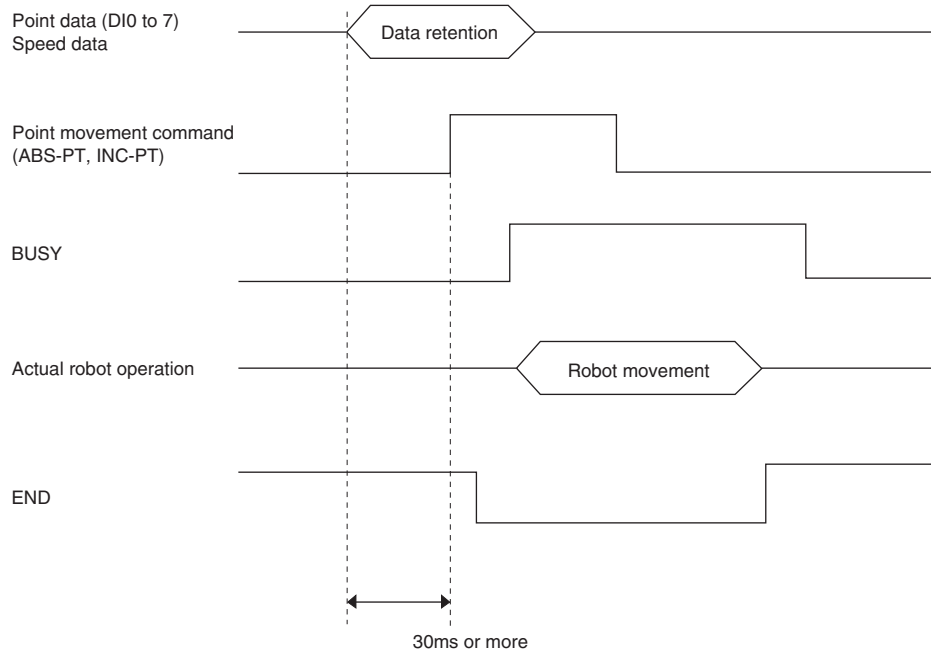 Point data (DI0 to 7)
Speed data
Data retention
Point movement command
(ABS-PT, INC-PT)
BUSY
Actual robot operation
Robot movement
END
30ms or more